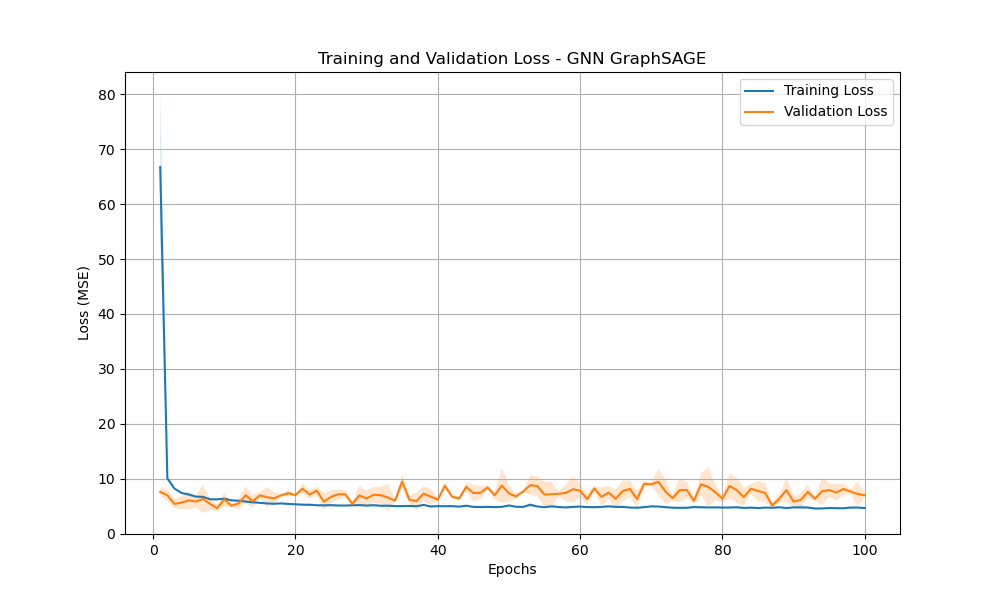 Training and Validation Loss - GNN GraphSAGE
Training Loss
Validation Loss
Loss (MSE)
80
70
60
50
40
30
20
10
0
0 20 40 60 80 100
Epochs